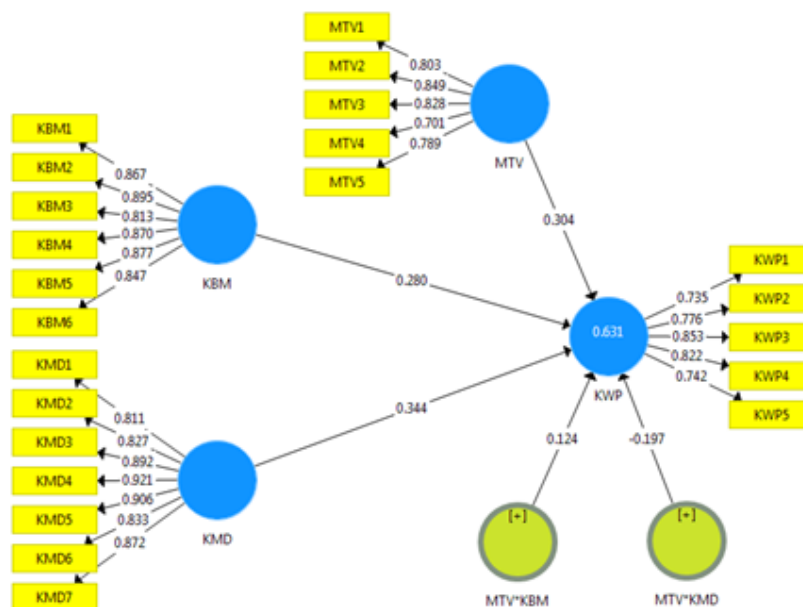 MTV1
MTV2
MTV3
MTV4
MTV5
0.803
0.849
0.828
0.701
0.789
MTV
KBM1
KBM2
KBM3
KBM4
KBM5
KBM6
0.867
0.895
0.813
0.870
0.877
0.847
KBM
0.304
0.280
KMD1
KMD2
KMD3
KMD4
KMD5
KMD6
KMD7
0.811
0.827
0.892
0.921
0.906
0.833
0.872
KMD
0.344
0.631
KWP
0.735
0.776
0.853
0.822
0.742
KWP1
KWP2
KWP3
KWP4
KWP5
0.124
-0.197
[+]
[+]
MTV*KBM
MTV*KMD